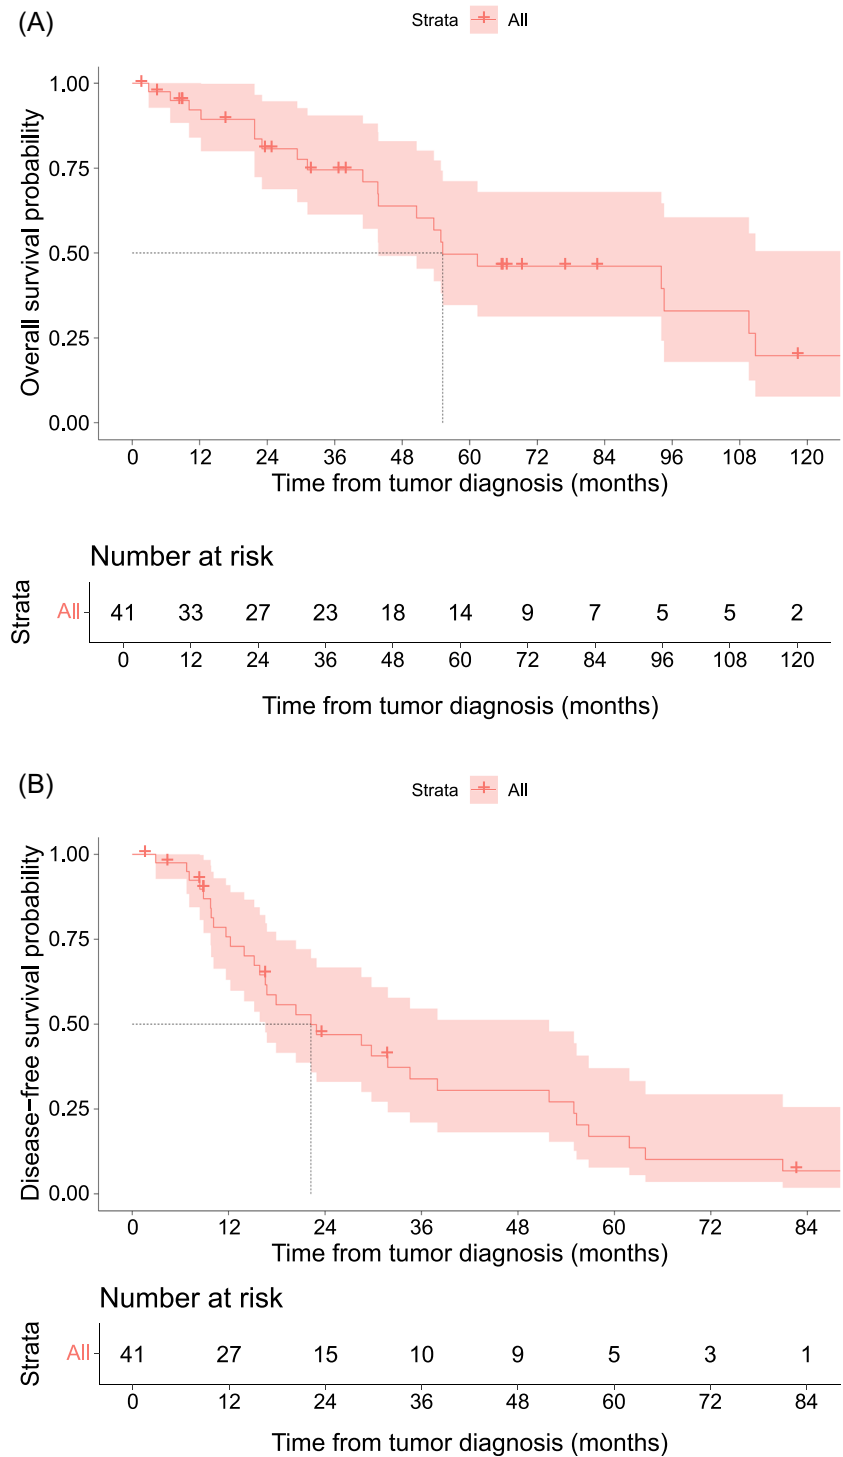 (A)
Strata All
Overall survival probability
1.00
0.75
0.50
0.25
0.00
0 12 24 36 48 60 72 84 96 108 120
Time from tumor diagnosis (months)
Number at risk
Strata
All 41 33 27 23 18 14 9 7 5 5 2
0 12 24 36 48 60 72 84 96 108 120
Time from tumor diagnosis (months)
(B)
Strata All
Disease−free survival probability
1.00
0.75
0.50
0.25
0.00
0 12 24 36 48 60 72 84
Time from tumor diagnosis (months)
Number at risk
Strata
All 41 27 15 10 9 5 3 1
0 12 24 36 48 60 72 84
Time from tumor diagnosis (months)